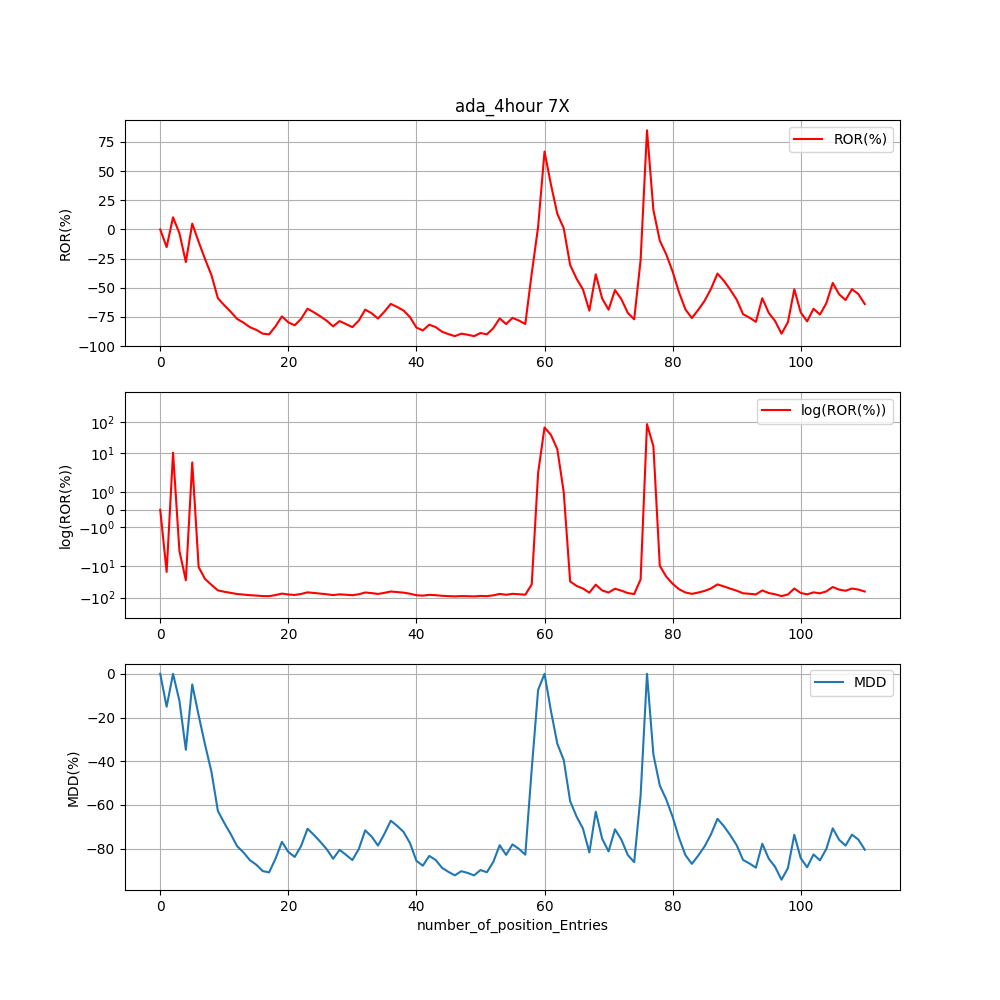 ada_4hour 7X
ROR(%)
75
50
25
0
−25
−50
−75
−100
ROR(%)
0 20 40 60 80 100
log(ROR(%))
10²
10¹
10⁰
0
−10⁰
−10¹
−10²
log(ROR(%))
0 20 40 60 80 100
MDD
0
−20
−40
−60
−80
MDD(%)
0 20 40 60 80 100
number_of_position_Entries